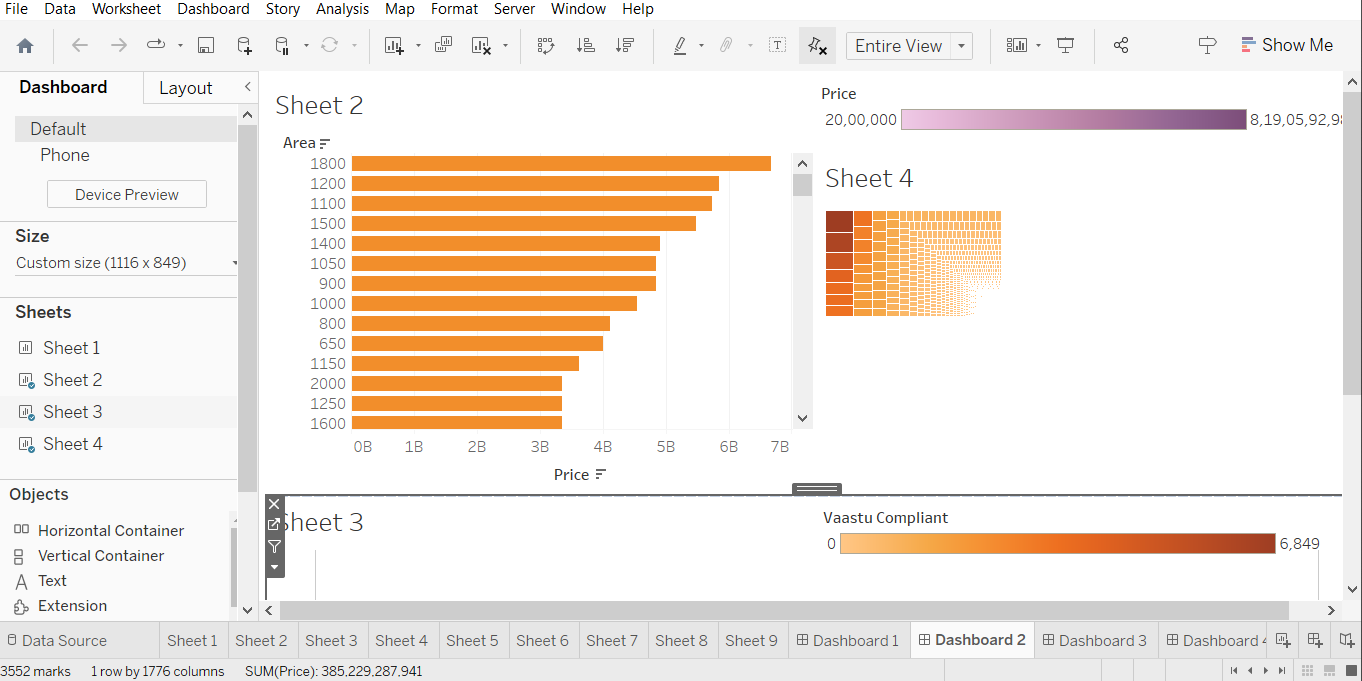 File Data Worksheet Dashboard Story Analysis Map Format Server Window Help
Entire View
Show Me
Dashboard Layout
Default
Phone
Device Preview
Size
Custom size (1116 x 849)
Sheets
Sheet 1
Sheet 2
Sheet 3
Sheet 4
Objects
Horizontal Container
Vertical Container
Text
Extension
Sheet 2
Area
1800
1200
1100
1500
1400
1050
900
1000
800
650
1150
2000
1250
1600
0B 1B 2B 3B 4B 5B 6B 7B
Price
Price
20,00,000 8,19,05,92,98
Sheet 4
Sheet 3
Vaastu Compliant
0 6,849
Data Source Sheet 1 Sheet 2 Sheet 3 Sheet 4 Sheet 5 Sheet 6 Sheet 7 Sheet 8 Sheet 9 Dashboard 1 Dashboard 2 Dashboard 3 Dashboard 4
3552 marks 1 row by 1776 columns SUM(Price): 385,229,287,941